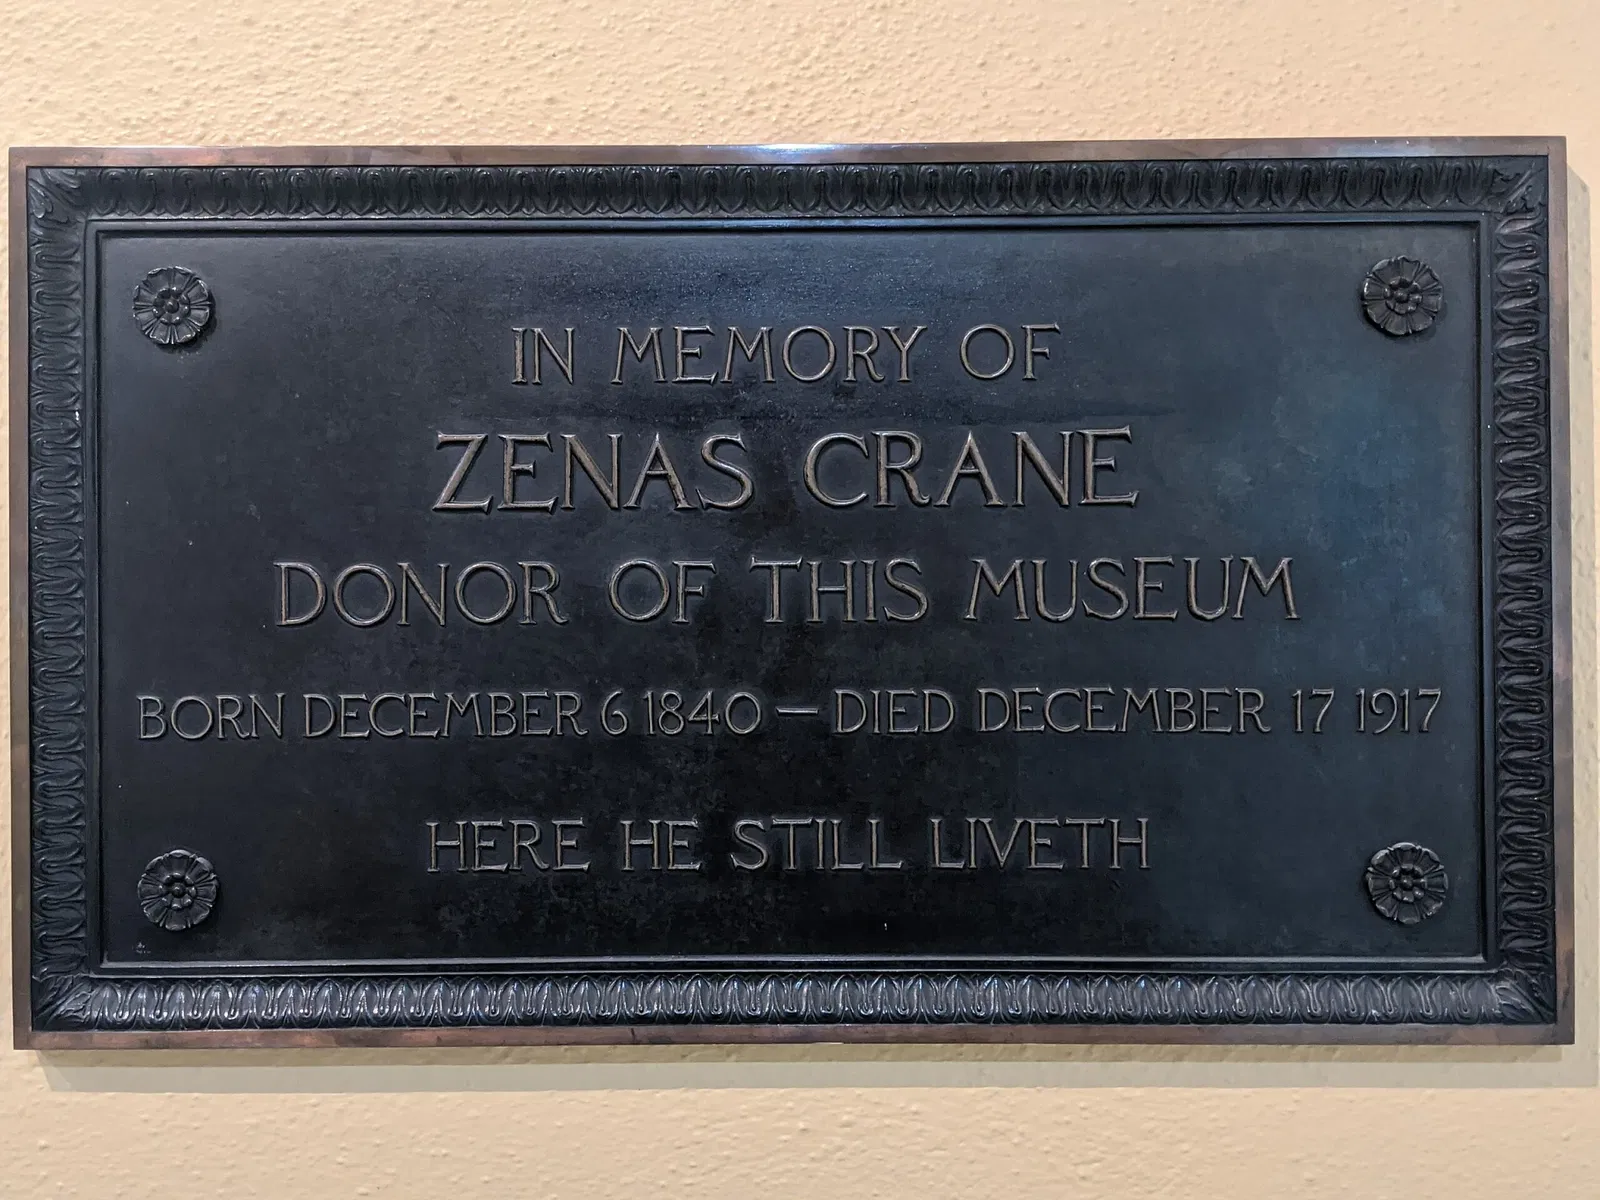 IN MEMORY OF
ZENAS CRANE
DONOR OF THIS MUSEUM
BORN DECEMBER 6 1840 — DIED DECEMBER 17 1917
HERE HE STILL LIVETH